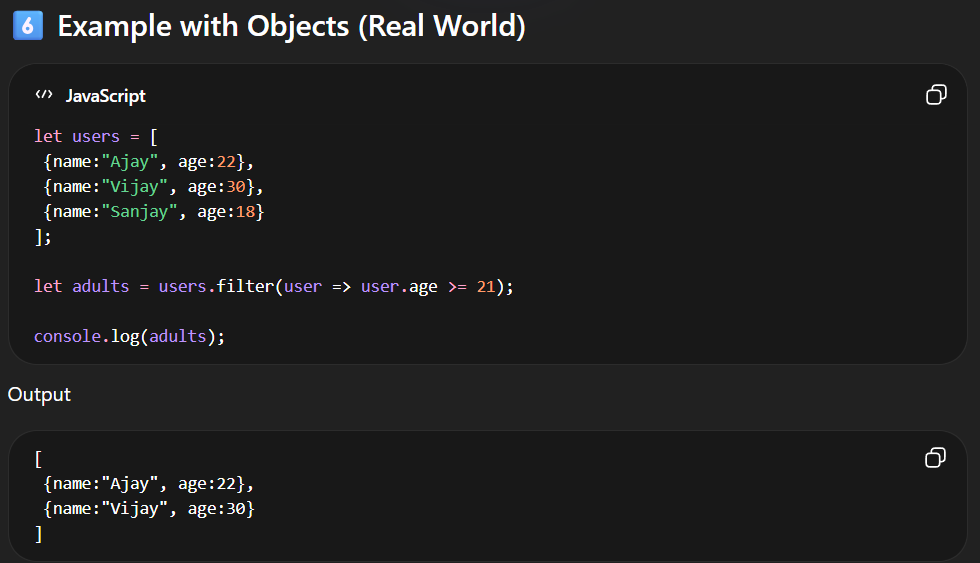 6 Example with Objects (Real World)
</> JavaScript
let users = [
 {name:"Ajay", age:22},
 {name:"Vijay", age:30},
 {name:"Sanjay", age:18}
];
let adults = users.filter(user => user.age >= 21);
console.log(adults);
Output
[
 {name:"Ajay", age:22},
 {name:"Vijay", age:30}
]